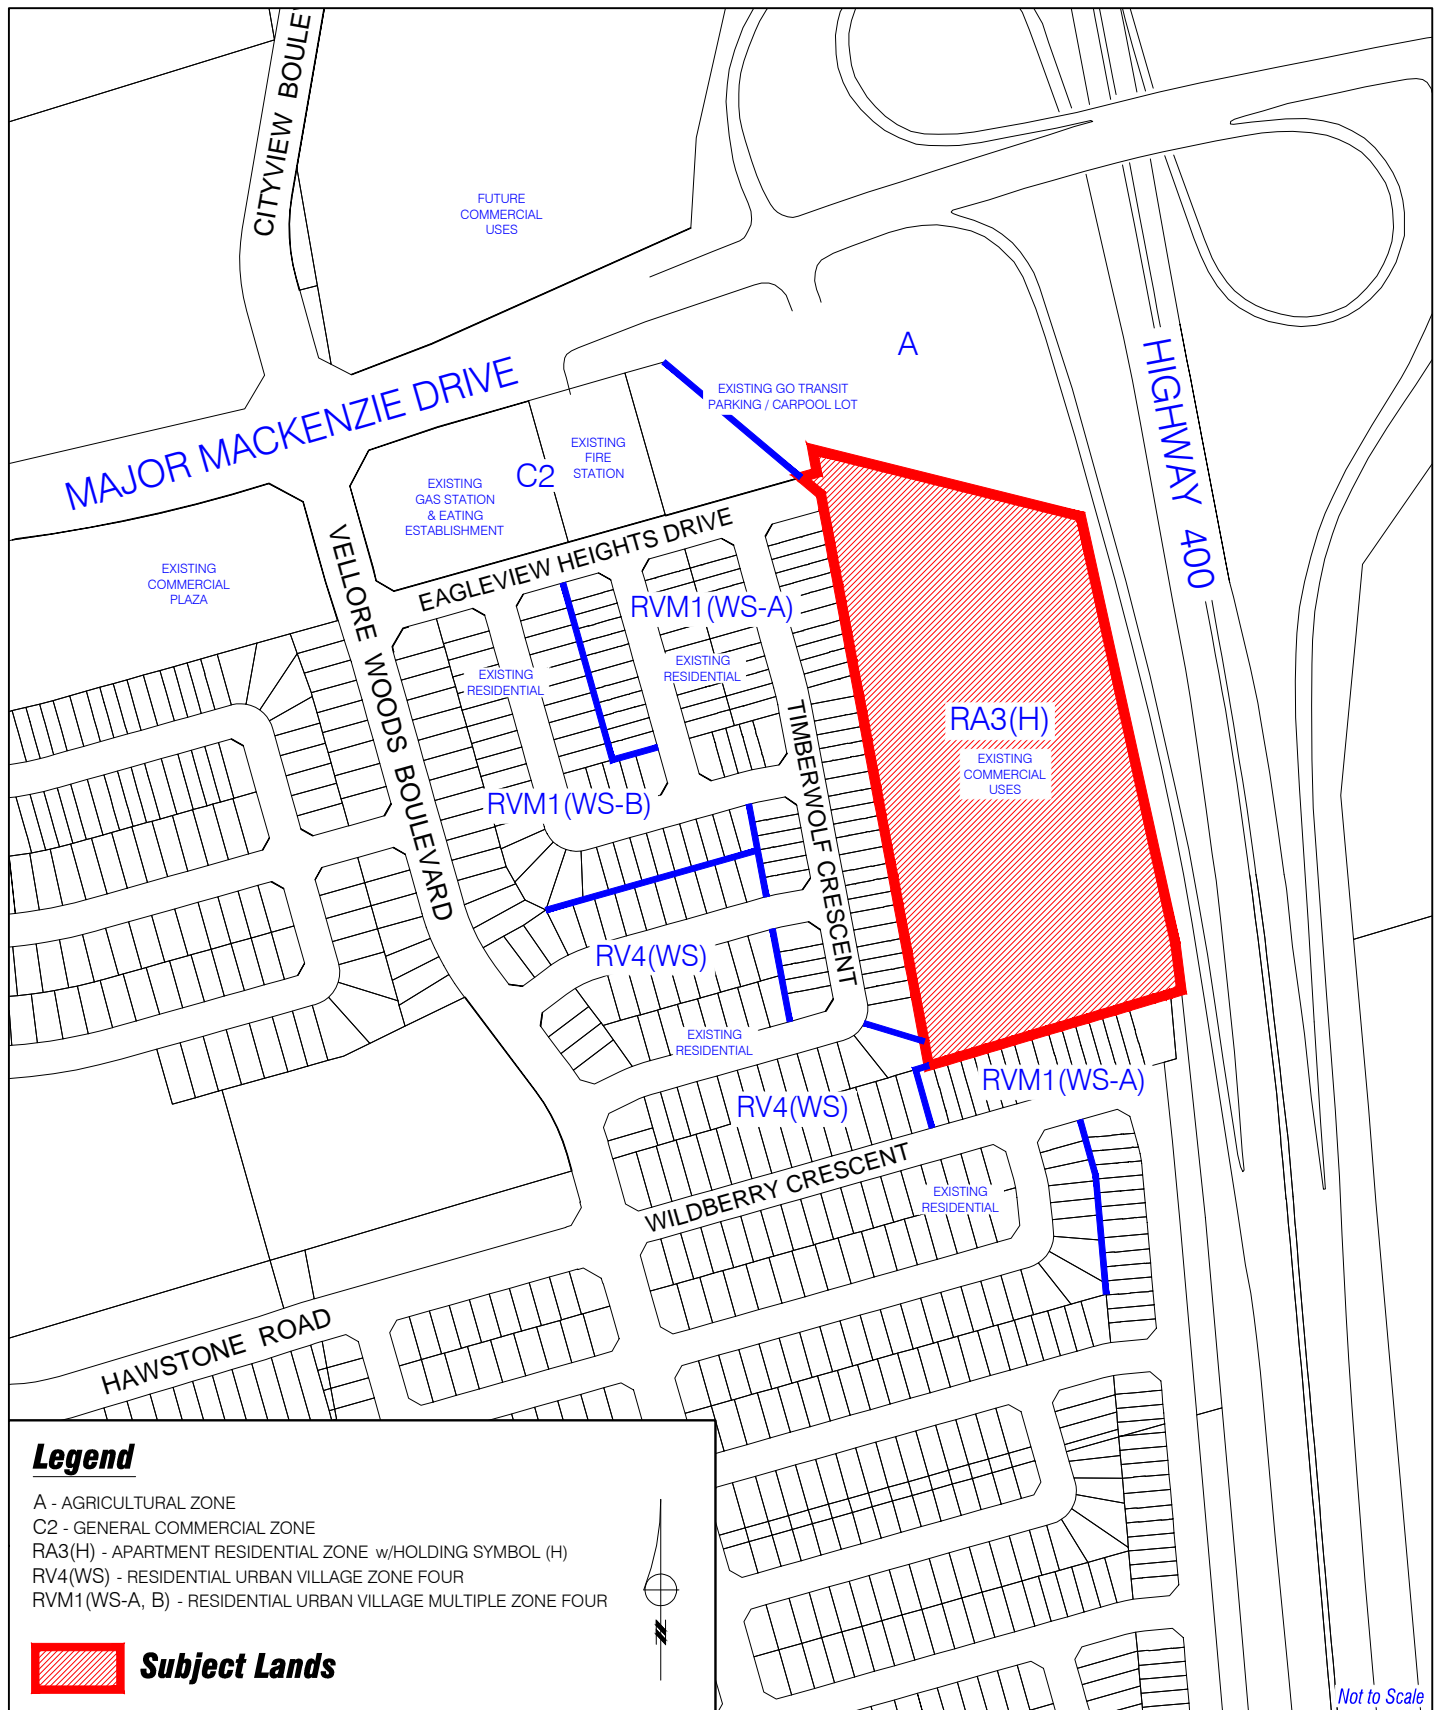 CITYVIEW BOULE
FUTURE
COMMERCIAL
USES
A
MAJOR MACKENZIE DRIVE
EXISTING GO TRANSIT
PARKING / CARPOOL LOT
HIGHWAY 400
C2
EXISTING
FIRE
STATION
EXISTING
GAS STATION
& EATING
ESTABLISHMENT
EXISTING
COMMERCIAL
PLAZA
VELLORE WOODS BOULEVARD
EAGLEVIEW HEIGHTS DRIVE
RVM1(WS-A)
EXISTING
RESIDENTIAL
EXISTING
RESIDENTIAL
TIMBERWOLF CRESCENT
RA3(H)
EXISTING
COMMERCIAL
USES
RVM1(WS-B)
RV4(WS)
EXISTING
RESIDENTIAL
RVM1(WS-A)
RV4(WS)
WILDBERRY CRESCENT
EXISTING
RESIDENTIAL
HAWSTONE ROAD
Legend
A - AGRICULTURAL ZONE
C2 - GENERAL COMMERCIAL ZONE
RA3(H) - APARTMENT RESIDENTIAL ZONE w/HOLDING SYMBOL (H)
RV4(WS) - RESIDENTIAL URBAN VILLAGE ZONE FOUR
RVM1(WS-A, B) - RESIDENTIAL URBAN VILLAGE MULTIPLE ZONE FOUR
Subject Lands
Not to Scale